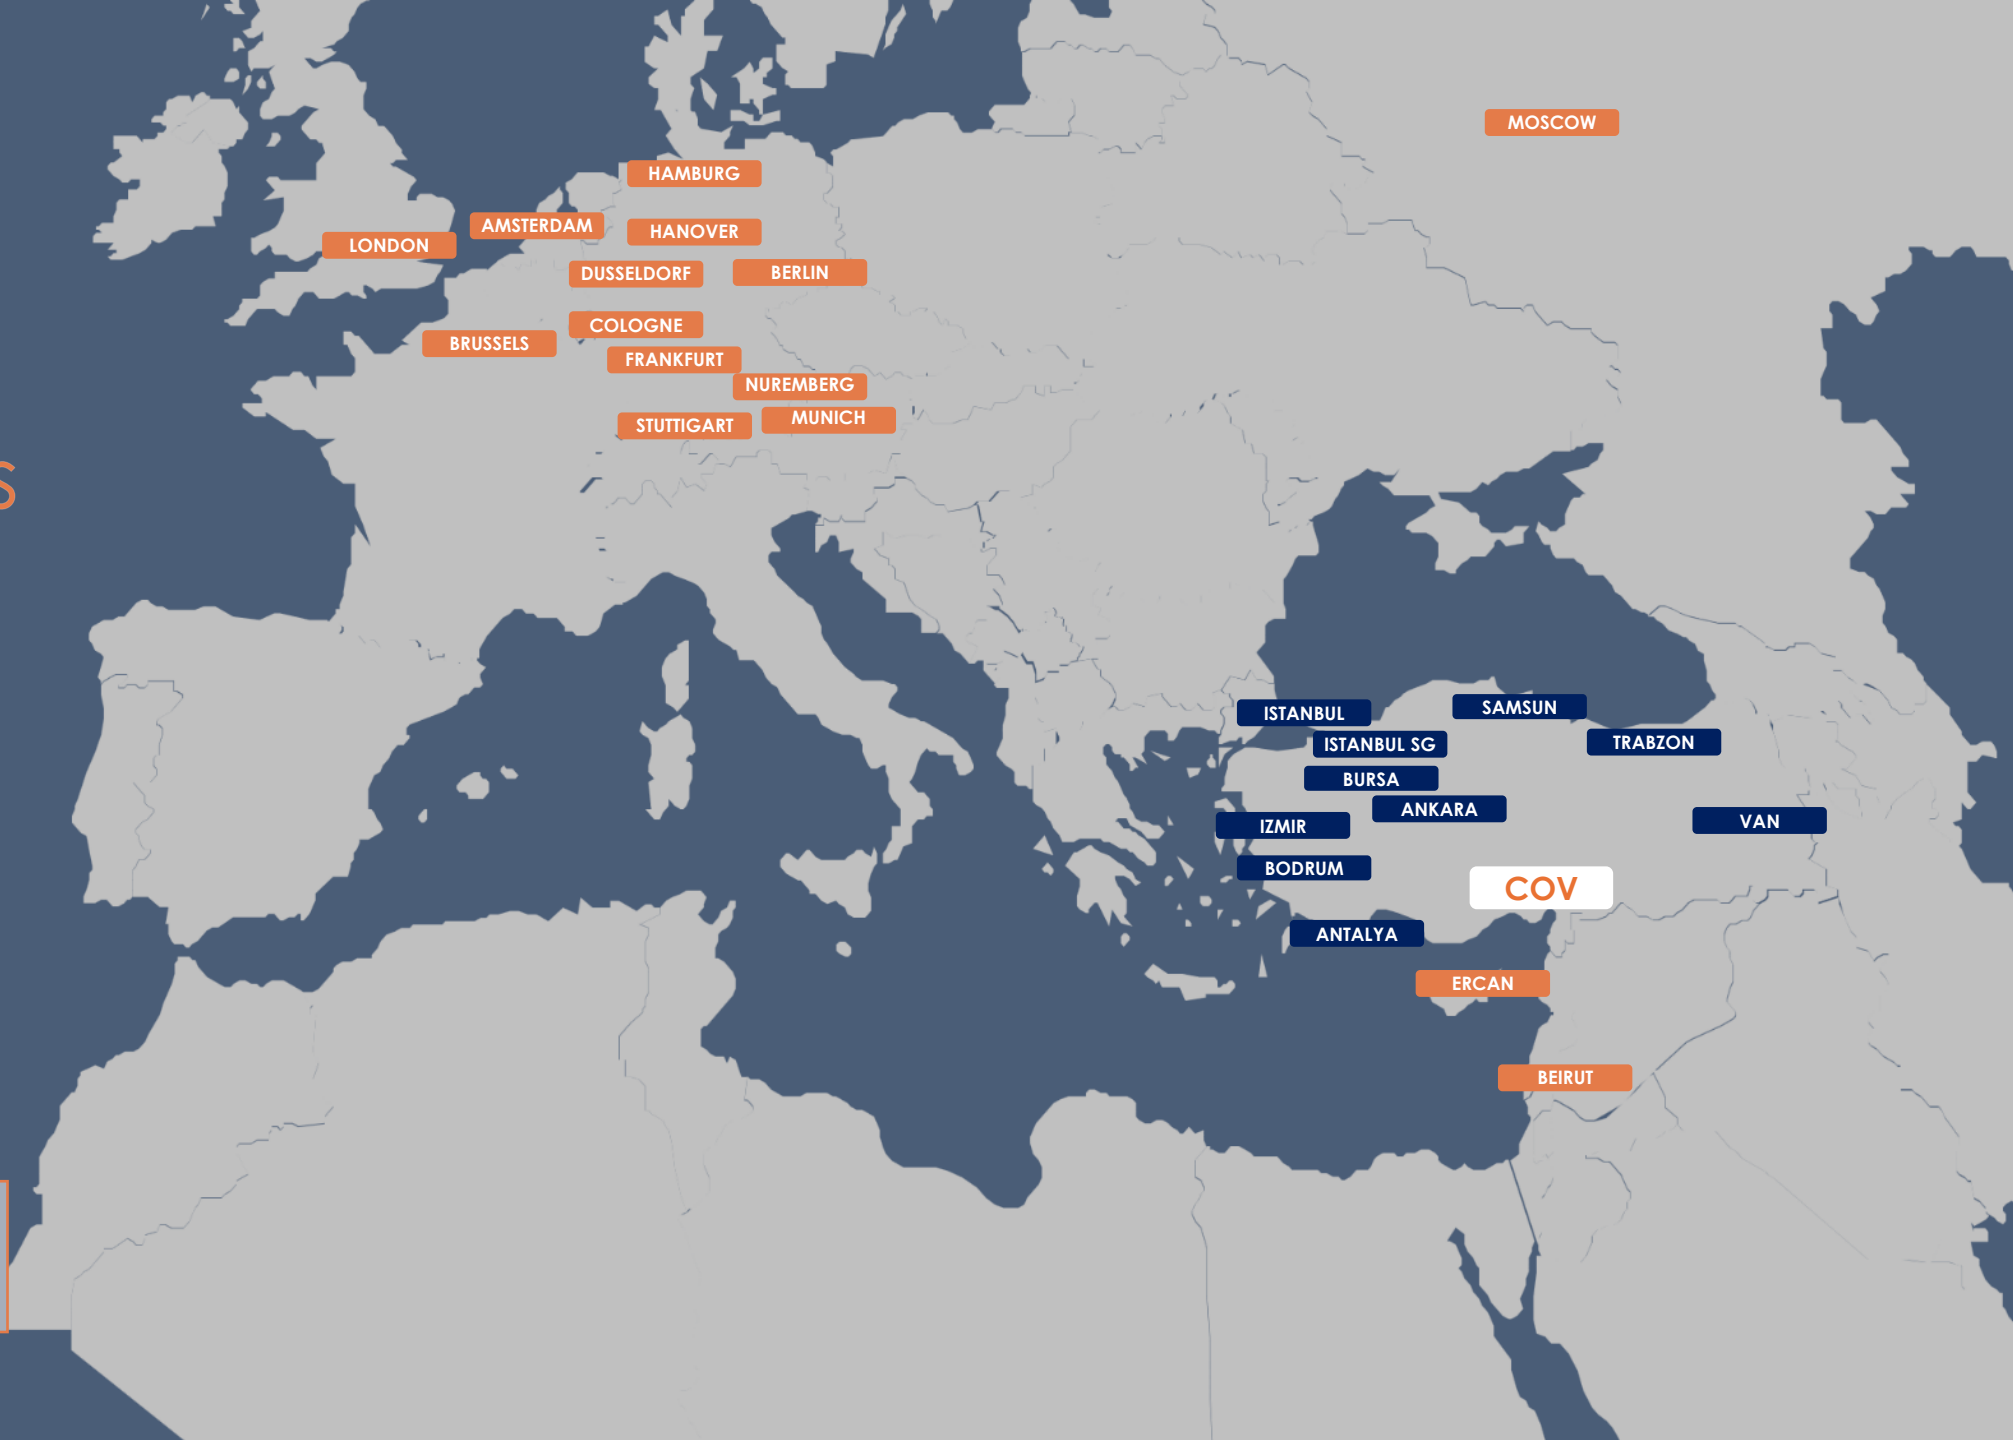 MOSCOW
HAMBURG
AMSTERDAM
HANOVER
LONDON
DUSSELDORF
BERLIN
COLOGNE
BRUSSELS
FRANKFURT
NUREMBERG
MUNICH
STUTTGART
S
ISTANBUL
SAMSUN
ISTANBUL SG
TRABZON
BURSA
ANKARA
VAN
IZMIR
BODRUM
COV
ANTALYA
ERCAN
BEIRUT